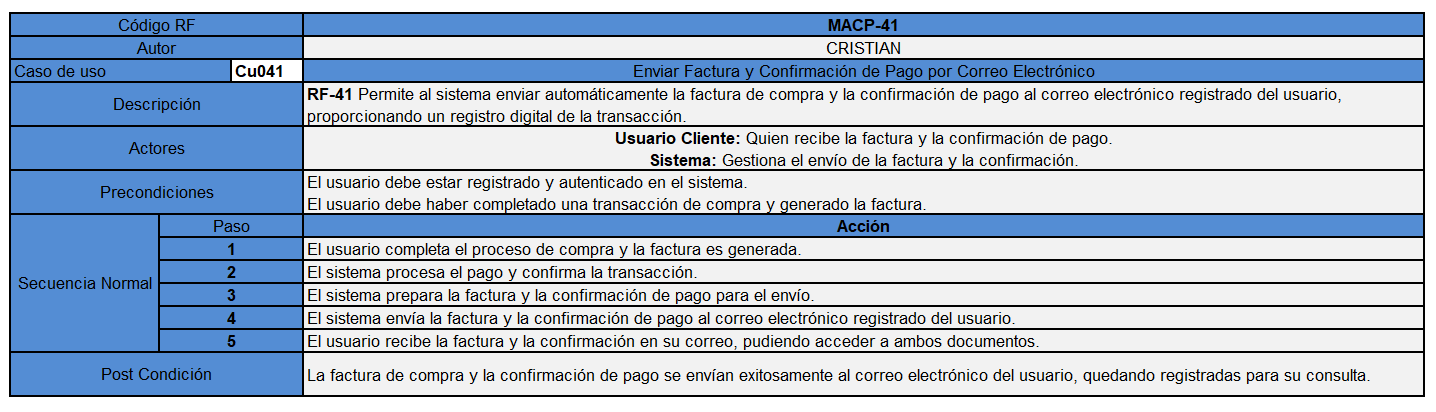 Código RF MACP-41
Autor CRISTIAN
Caso de uso Cu041 Enviar Factura y Confirmación de Pago por Correo Electrónico
Descripción
RF-41 Permite al sistema enviar automáticamente la factura de compra y la confirmación de pago al correo electrónico registrado del usuario,
proporcionando un registro digital de la transacción.
Actores
Usuario Cliente: Quien recibe la factura y la confirmación de pago.
Sistema: Gestiona el envío de la factura y la confirmación.
Precondiciones
El usuario debe estar registrado y autenticado en el sistema.
El usuario debe haber completado una transacción de compra y generado la factura.
Secuencia Normal
Paso Acción
1 El usuario completa el proceso de compra y la factura es generada.
2 El sistema procesa el pago y confirma la transacción.
3 El sistema prepara la factura y la confirmación de pago para el envío.
4 El sistema envía la factura y la confirmación de pago al correo electrónico registrado del usuario.
5 El usuario recibe la factura y la confirmación en su correo, pudiendo acceder a ambos documentos.
Post Condición La factura de compra y la confirmación de pago se envían exitosamente al correo electrónico del usuario, quedando registradas para su consulta.